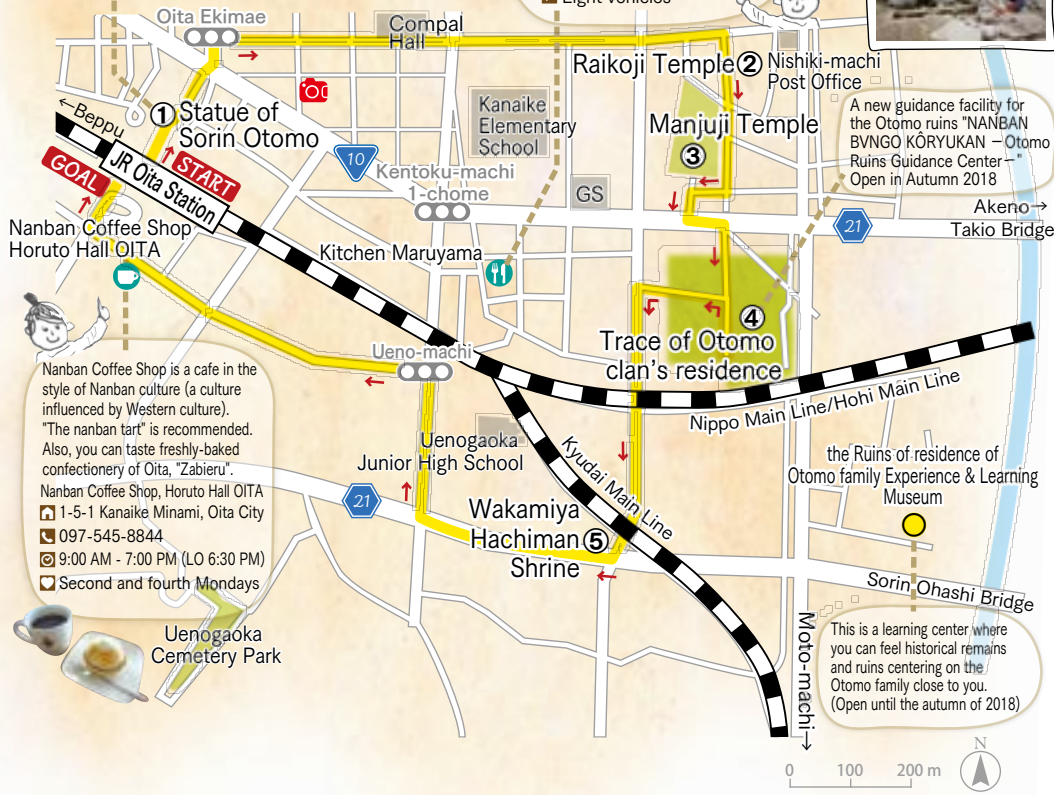 Eight vehicles
Oita Ekimae
Compal
Hall
Raikoji Temple②
Nishiki-machi
Post Office
①Statue of
Sorin Otomo
←Beppu
Kanaike
Elementary
School
Manjuji Temple
③
A new guidance facility for
the Otomo ruins "NANBAN
BVNGO KÔRYUKAN －Otomo
Ruins Guidance Center－"
Open in Autumn 2018
GOAL
START
JR Oita Station
10
Kentoku-machi
1-chome
GS
Akeno→
21
Takio Bridge
Nanban Coffee Shop
Horuto Hall OITA
Kitchen Maruyama
④
Trace of Otomo
clan's residence
Ueno-machi
Nippo Main Line/Hohi Main Line
Nanban Coffee Shop is a cafe in the
style of Nanban culture (a culture
influenced by Western culture).
"The nanban tart" is recommended.
Also, you can taste freshly-baked
confectionery of Oita, "Zabieru".
Nanban Coffee Shop, Horuto Hall OITA
1-5-1 Kanaike Minami, Oita City
097-545-8844
9:00 AM - 7:00 PM (LO 6:30 PM)
Second and fourth Mondays
Uenogaoka
Junior High School
Kyudai Main Line
the Ruins of residence of
Otomo family Experience & Learning
Museum
21
Wakamiya
Hachiman⑤
Shrine
Sorin Ohashi Bridge
Uenogaoka
Cemetery Park
Moto-machi→
This is a learning center where
you can feel historical remains
and ruins centering on the
Otomo family close to you.
(Open until the autumn of 2018)
N
0 100 200 m